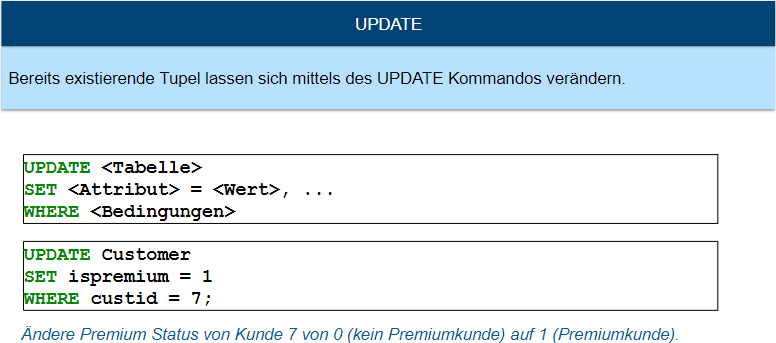 UPDATE
Bereits existierende Tupel lassen sich mittels des UPDATE Kommandos verändern.
UPDATE <Tabelle>
SET <Attribut> = <Wert>, ...
WHERE <Bedingungen>
UPDATE Customer
SET ispremium = 1
WHERE custid = 7;
Ändere Premium Status von Kunde 7 von 0 (kein Premiumkunde) auf 1 (Premiumkunde).